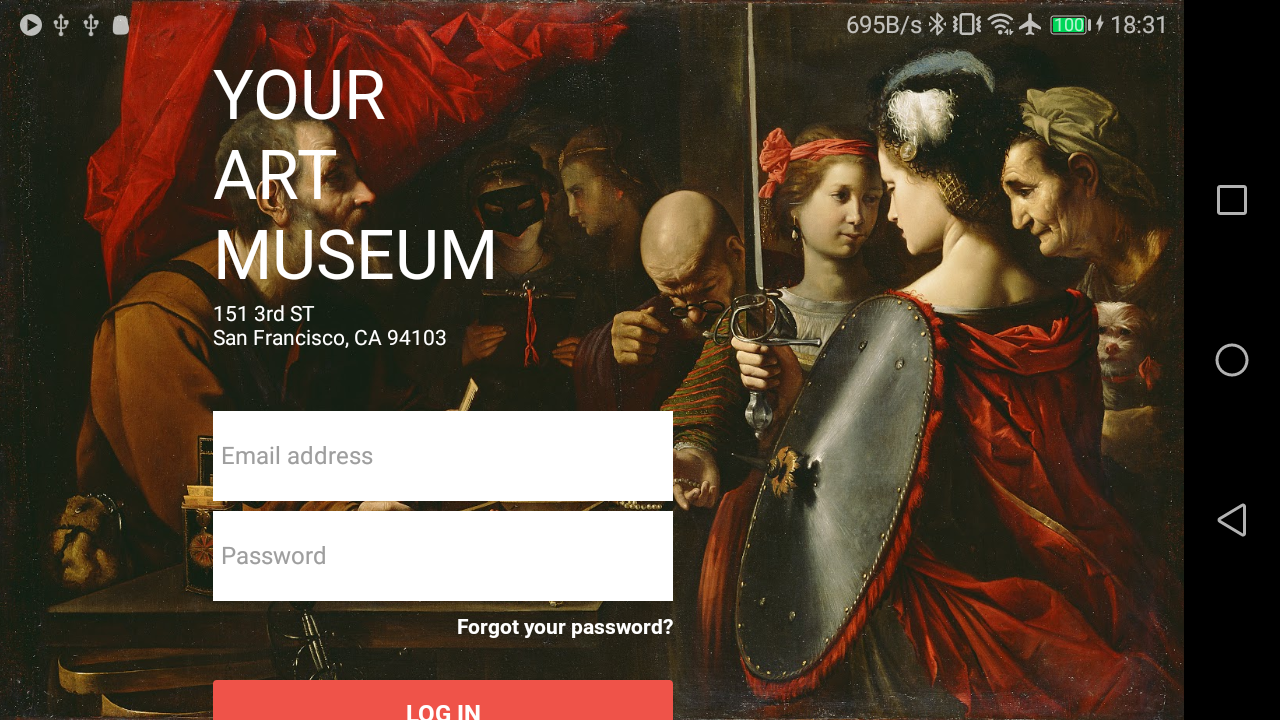 695B/s 100 18:31
YOUR
ART
MUSEUM
151 3rd ST
San Francisco, CA 94103
Email address
Password
Forgot your password?
LOG IN